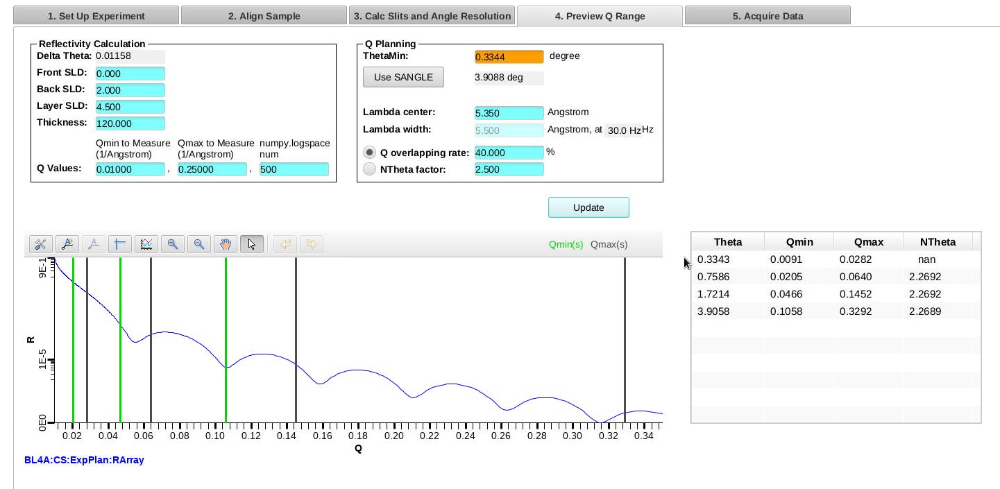 1. Set Up Experiment 2. Align Sample 3. Calc Slits and Angle Resolution 4. Preview Q Range 5. Acquire Data
Reflectivity Calculation
Delta Theta: 0.01158
Front SLD: 0.000
Back SLD: 2.000
Layer SLD: 4.500
Thickness: 120.000
Qmin to Measure Qmax to Measure numpy.logspace
(1/Angstrom) (1/Angstrom) num
Q Values: 0.01000 , 0.25000 , 500
Q Planning
ThetaMin: 0.3344 degree
Use SANGLE 3.9088 deg
Lambda center: 5.350 Angstrom
Lambda width: 5.500 Angstrom, at 30.0 Hz Hz
Q overlapping rate: 40.000 %
NTheta factor: 2.500
Update
Qmin(s) Qmax(s)
9E-1
R
1E-5
0E0
0.02 0.04 0.06 0.08 0.10 0.12 0.14 0.16 0.18 0.20 0.22 0.24 0.26 0.28 0.30 0.32 0.34
Q
BL4A:CS:ExpPlan:RArray
Theta Qmin Qmax NTheta
0.3343 0.0091 0.0282 nan
0.7586 0.0205 0.0640 2.2692
1.7214 0.0466 0.1452 2.2692
3.9058 0.1058 0.3292 2.2689